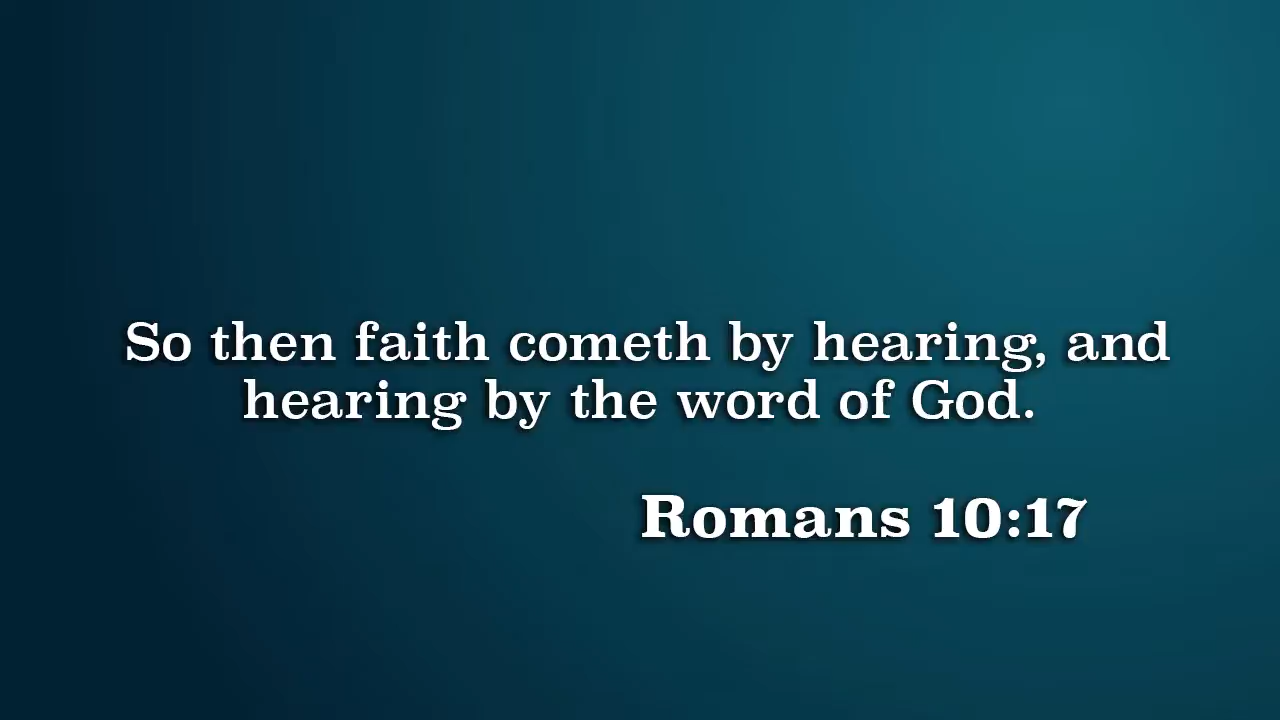 So then faith cometh by hearing, and
hearing by the word of God.
Romans 10:17